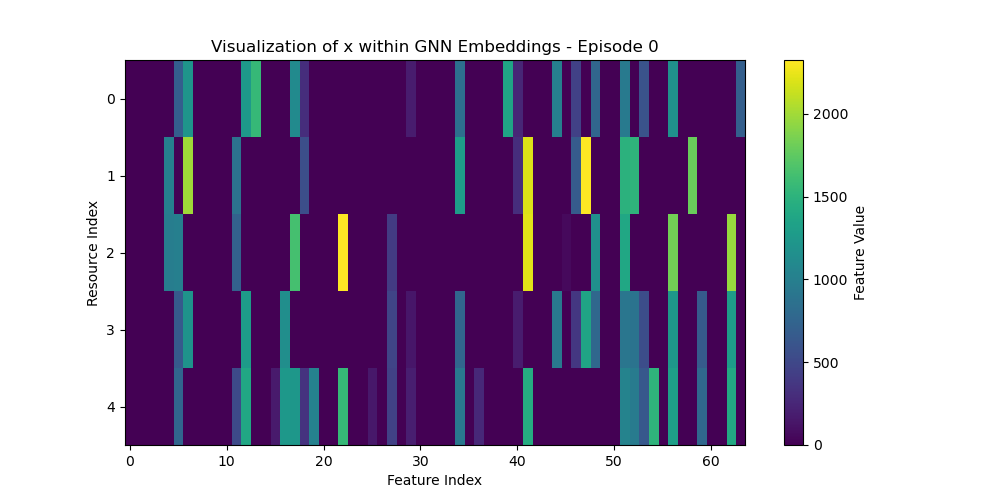 Visualization of x within GNN Embeddings - Episode 0
Resource Index
0
1
2
3
4
0 10 20 30 40 50 60
Feature Index
2000
1500
1000
500
0
Feature Value